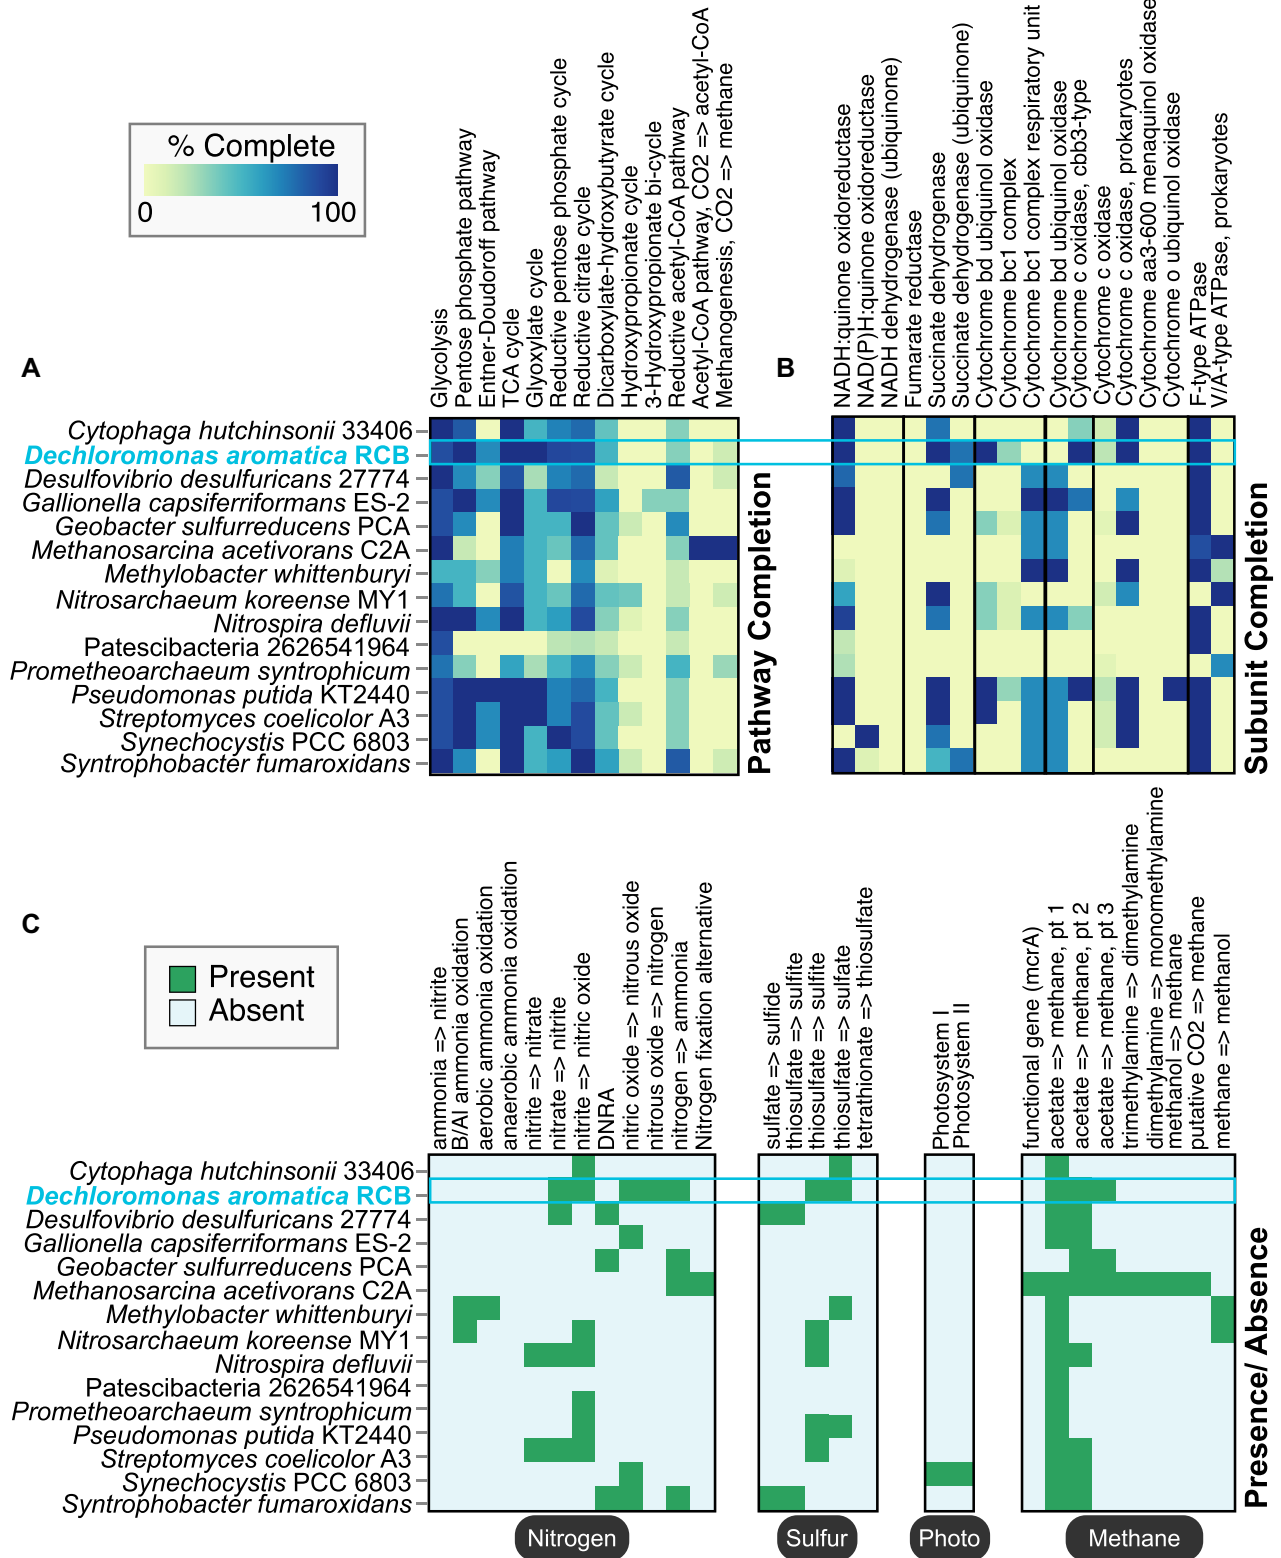 % Complete
0 100
A
Glycolysis
Pentose phosphate pathway
Entner-Doudoroff pathway
TCA cycle
Glyoxylate cycle
Reductive pentose phosphate cycle
Reductive citrate cycle
Dicarboxylate-hydroxybutyrate cycle
Hydroxypropionate cycle
3-Hydroxypropionate bi-cycle
Reductive acetyl-CoA pathway
Acetyl-CoA pathway, CO2 => acetyl-CoA
Methanogenesis, CO2 => methane
B
NADH:quinone oxidoreductase
NAD(P)H:quinone oxidoreductase
NADH dehydrogenase (ubiquinone)
Fumarate reductase
Succinate dehydrogenase
Succinate dehydrogenase (ubiquinone)
Cytochrome bd ubiquinol oxidase
Cytochrome bc1 complex
Cytochrome bc1 complex respiratory unit
Cytochrome bd ubiquinol oxidase
Cytochrome c oxidase, cbb3-type
Cytochrome c oxidase
Cytochrome c oxidase, prokaryotes
Cytochrome aa3-600 menaquinol oxidase
Cytochrome o ubiquinol oxidase
F-type ATPase
V/A-type ATPase, prokaryotes
Cytophaga hutchinsonii 33406
Dechloromonas aromatica RCB
Desulfovibrio desulfuricans 27774
Gallionella capsiferriformans ES-2
Geobacter sulfurreducens PCA
Methanosarcina acetivorans C2A
Methylobacter whittenburyi
Nitrosarchaeum koreense MY1
Nitrospira defluvii
Patescibacteria 2626541964
Prometheoarchaeum syntrophicum
Pseudomonas putida KT2440
Streptomyces coelicolor A3
Synechocystis PCC 6803
Syntrophobacter fumaroxidans
Pathway Completion
Subunit Completion
C
Present
Absent
ammonia => nitrite
B/AI ammonia oxidation
aerobic ammonia oxidation
anaerobic ammonia oxidation
nitrite => nitrate
nitrate => nitrite
nitrite => nitric oxide
DNRA
nitric oxide => nitrous oxide
nitrous oxide => nitrogen
nitrogen => ammonia
Nitrogen fixation alternative
sulfate => sulfide
thiosulfate => sulfite
thiosulfate => sulfite
thiosulfate => sulfate
tetrathionate => thiosulfate
Photosystem I
Photosystem II
functional gene (mcrA)
acetate => methane, pt 1
acetate => methane, pt 2
acetate => methane, pt 3
trimethylamine => dimethylamine
dimethylamine => monomethylamine
methanol => methane
putative CO2 => methane
methane => methanol
Cytophaga hutchinsonii 33406
Dechloromonas aromatica RCB
Desulfovibrio desulfuricans 27774
Gallionella capsiferriformans ES-2
Geobacter sulfurreducens PCA
Methanosarcina acetivorans C2A
Methylobacter whittenburyi
Nitrosarchaeum koreense MY1
Nitrospira defluvii
Patescibacteria 2626541964
Prometheoarchaeum syntrophicum
Pseudomonas putida KT2440
Streptomyces coelicolor A3
Synechocystis PCC 6803
Syntrophobacter fumaroxidans
Presence/ Absence
Nitrogen
Sulfur
Photo
Methane